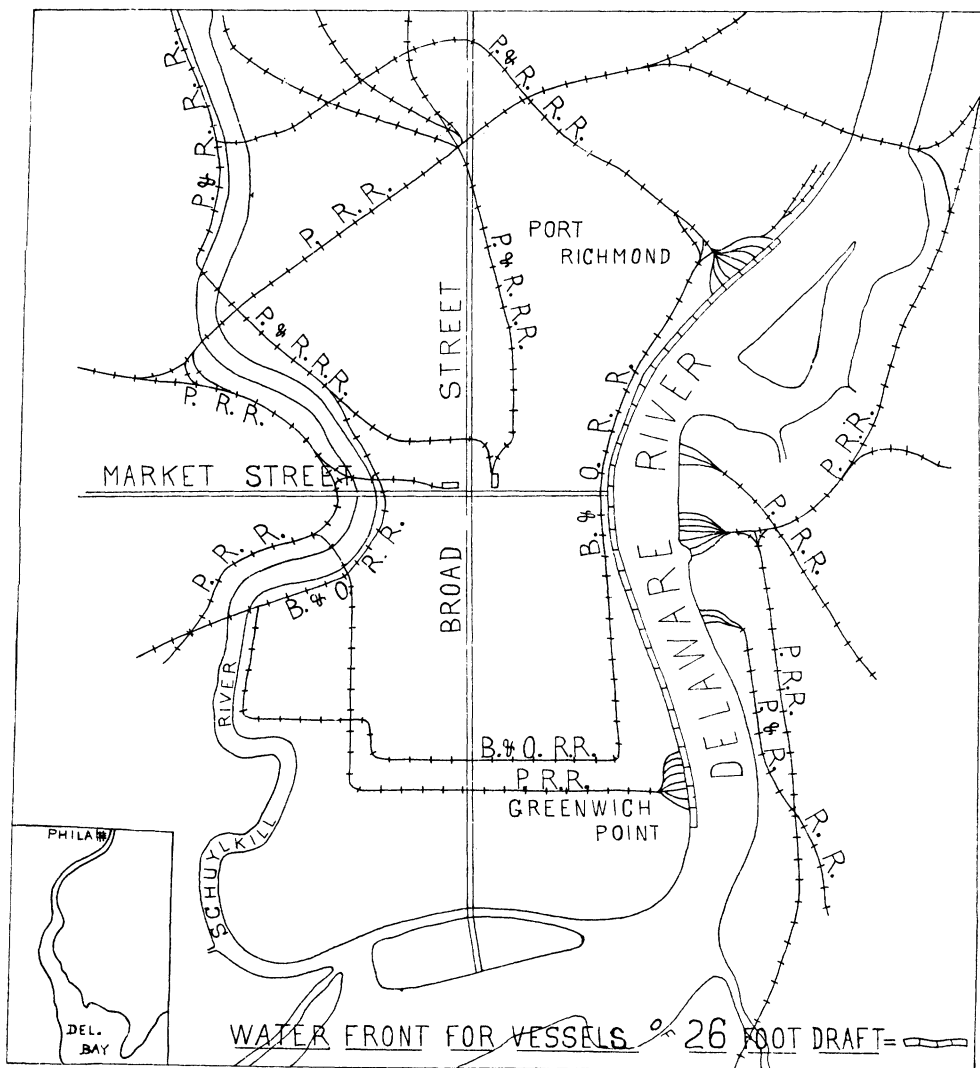 P. & R. R. R.
P. & R. R. R.
P. R. R.
PORT
RICHMOND
P. & R. R. R.
STREET
P. & R. R. R.
P. R. R.
B. & O. R. R.
DELAWARE RIVER
P. R. R.
MARKET STREET
P. R. R.
P. R. R.
B. & O. R. R.
BROAD
RIVER
SCHUYLKILL
P. R. R.
P. & R. R. R.
B. & O. R.R.
P. R. R.
GREENWICH
POINT
PHILA
DEL.
BAY
WATER FRONT FOR VESSELS OF 26 FOOT DRAFT=